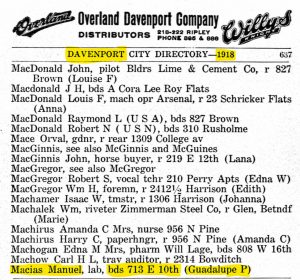 Overland Overland Davenport Company Willys
DISTRIBUTORS 218-222 RIPLEY PHONE 885 & 886
DAVENPORT CITY DIRECTORY—1918 637
MacDonald John, pilot Bldrs Lime & Cement Co, r 827
Brown (Louise F)
Macdonald J H, bds A Cora Lee Roy Flats
MacDonald Louis F, mach opr Arsenal, r 23 Schricker Flats
(Anna)
MacDonald Raymond L (U S A), bds 827 Brown
MacDonald Robert N (U S N), bds 310 Rusholme
Mace Orval, gdnr, r rear 1309 College av
MacGinnis, see also McGinnis and McGuines
MacGinnis John, horse buyer, r 219 E 12th (Lana)
MacGregor, see also McGregor
MacGregor Robert S, vocal tchr 210 Perry Apts (Edna W)
MacGregor Wm H, foremn, r 2412½ Harrison (Edith)
Machamer Isaac W, tmstr, r 1306 Harrison (Johanna)
Machalek Wm, riveter Zimmerman Steel Co, r Glen, Betndf
(Marie)
Machirus Amanda C Mrs, nurse 956 N Pine
Machirus Harry C, paperhngr, r 956 N Pine (Amanda C)
Machogan Edna M Mrs, pharm Will Lage, bds 808 W 16th
Machow Carl H L, trav auditor, r 2314 Bowditch
Macias Manuel, lab, bds 713 E 10th (Guadalupe P)